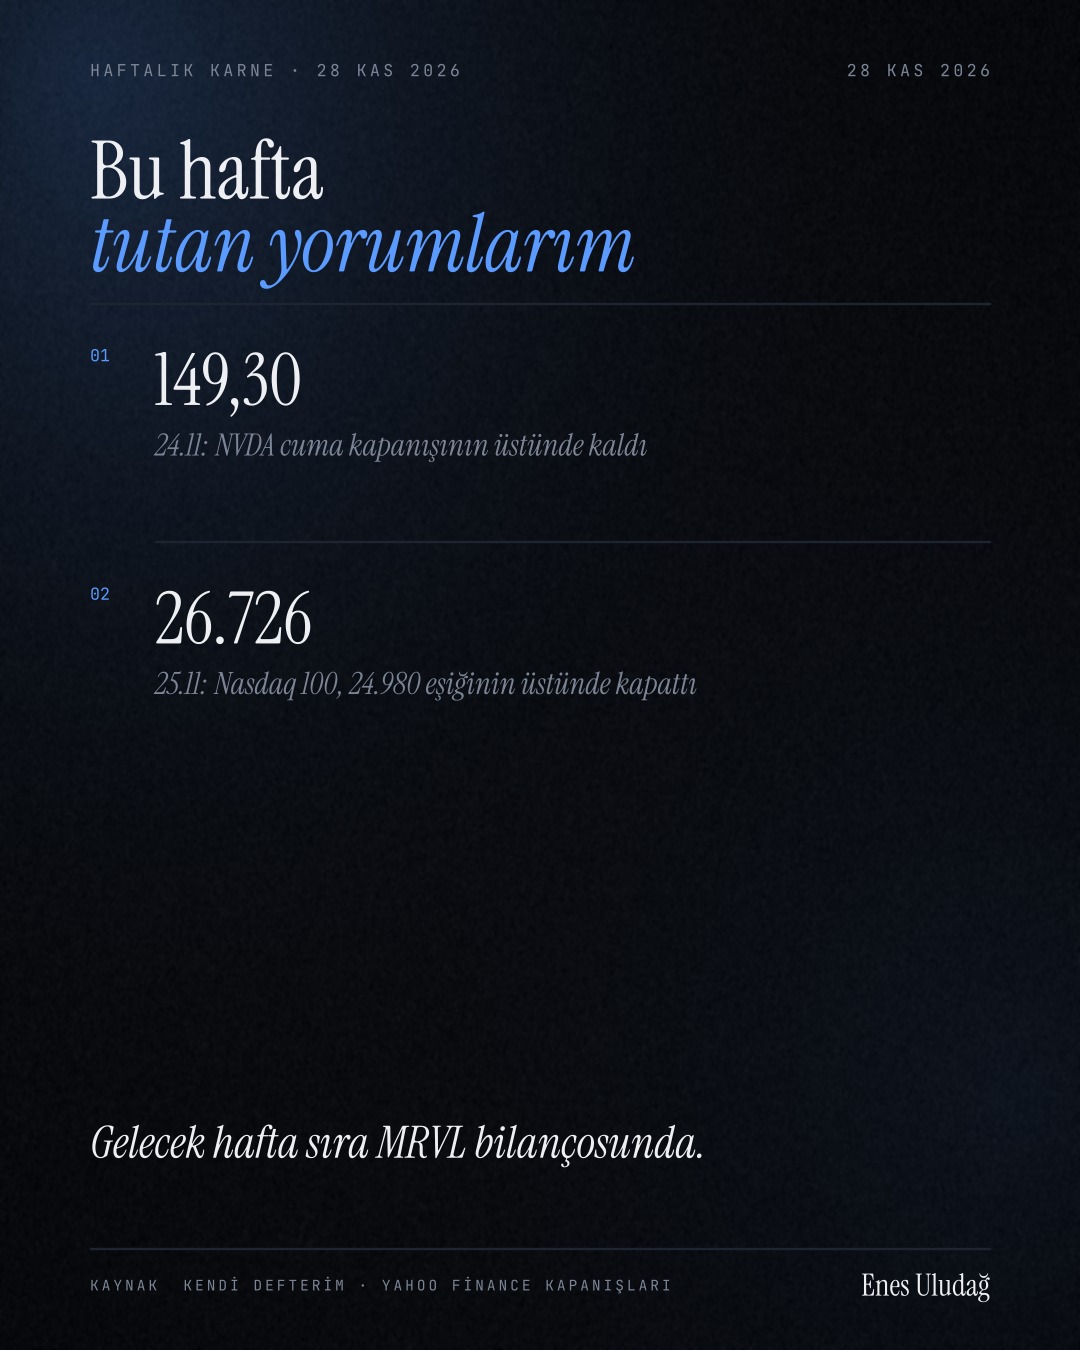 HAFTALIK KARNE · 28 KAS 2026
28 KAS 2026
Bu hafta
tutan yorumlarım
01
149,30
24.11: NVDA cuma kapanışının üstünde kaldı
02
26.726
25.11: Nasdaq 100, 24.980 eşiğinin üstünde kapattı
Gelecek hafta sıra MRVL bilançosunda.
KAYNAK KENDİ DEFTERİM · YAHOO FİNANCE KAPANIŞLARI
Enes Uludağ